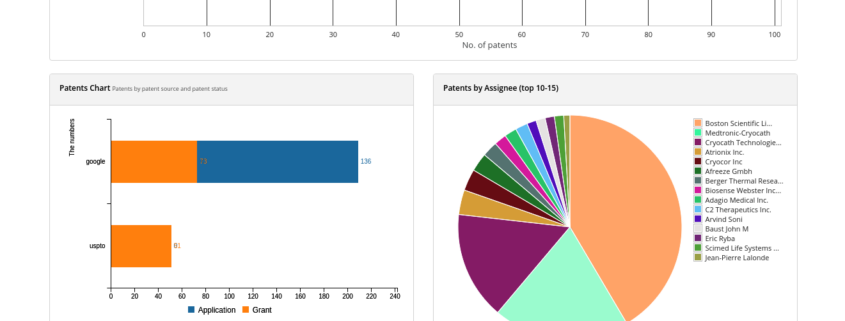 0 10 20 30 40 50 60 70 80 90 100
No. of patents
Patents Chart Patents by patent source and patent status
The numbers
google
73
136
uspto
0 20 40 60 80 100 120 140 160 180 200 220 240
Application Grant
Patents by Assignee (top 10-15)
Boston Scientific Li...
Medtronic-Cryocath
Cryocath Technologie...
Atrionix Inc.
Cryocor Inc
Afreeze Gmbh
Berger Thermal Resea...
Biosense Webster Inc...
Adagio Medical Inc.
C2 Therapeutics Inc.
Arvind Soni
Baust John M
Eric Ryba
Scimed Life Systems ...
Jean-Pierre Lalonde